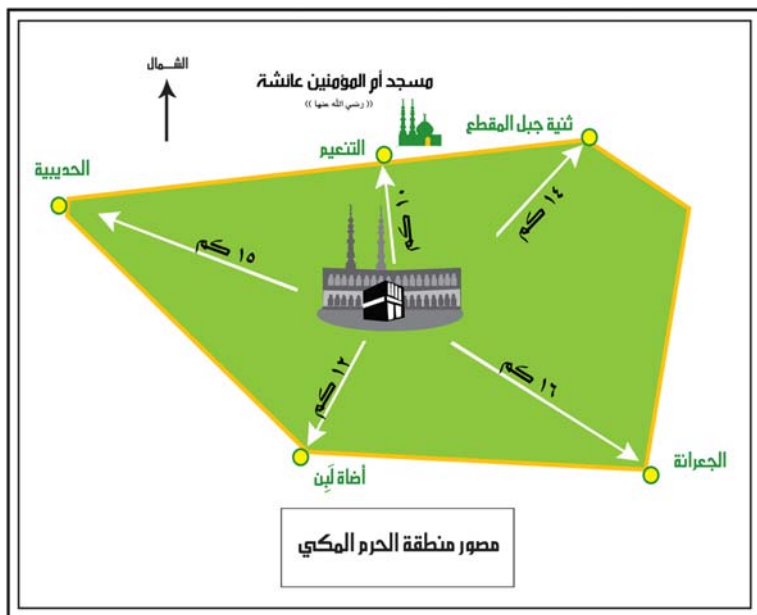 الشمال
مسجد أم المؤمنين عائشة
(( رضي الله عنها ))
ثنية جبل المقطع
التنعيم
الحديبية
١٤ كم
١٠ كم
١٥ كم
١٢ كم
١٦ كم
الجعرانة
أضاة لَبِن
مصور منطقة الحرم المكي